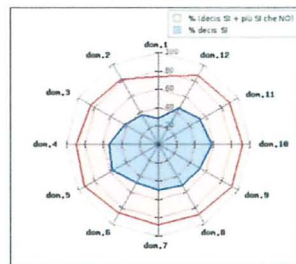 % (decis SI + più SI che NO)
% decis SI
100
80
60
dom.1
dom.2
dom.3
dom.4
dom.5
dom.6
dom.7
dom.8
dom.9
dom.10
dom.11
dom.12